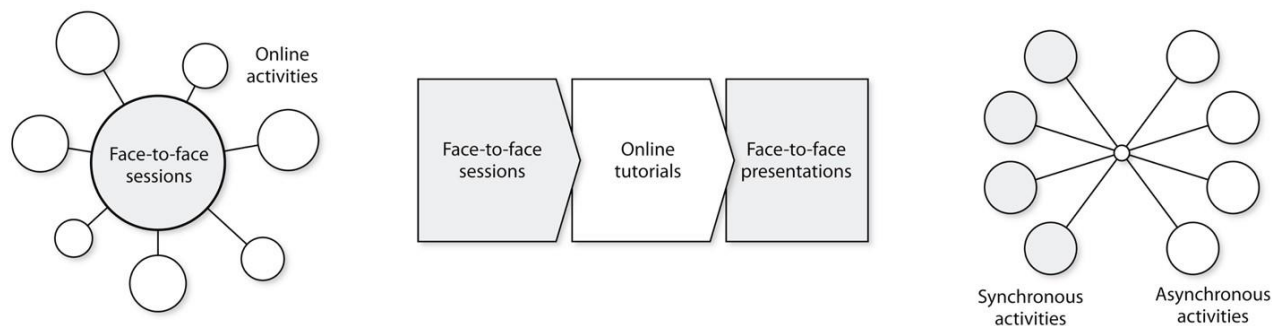 Online
activities
Face-to-face
sessions
Face-to-face
sessions
Online
tutorials
Face-to-face
presentations
Synchronous
activities
Asynchronous
activities